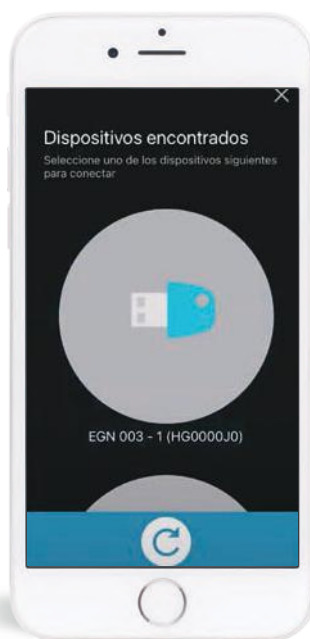 Dispositivos encontrados
Seleccione uno de los dispositivos siguientes
para conectar
EGN 003 - 1 (HG0000J0)